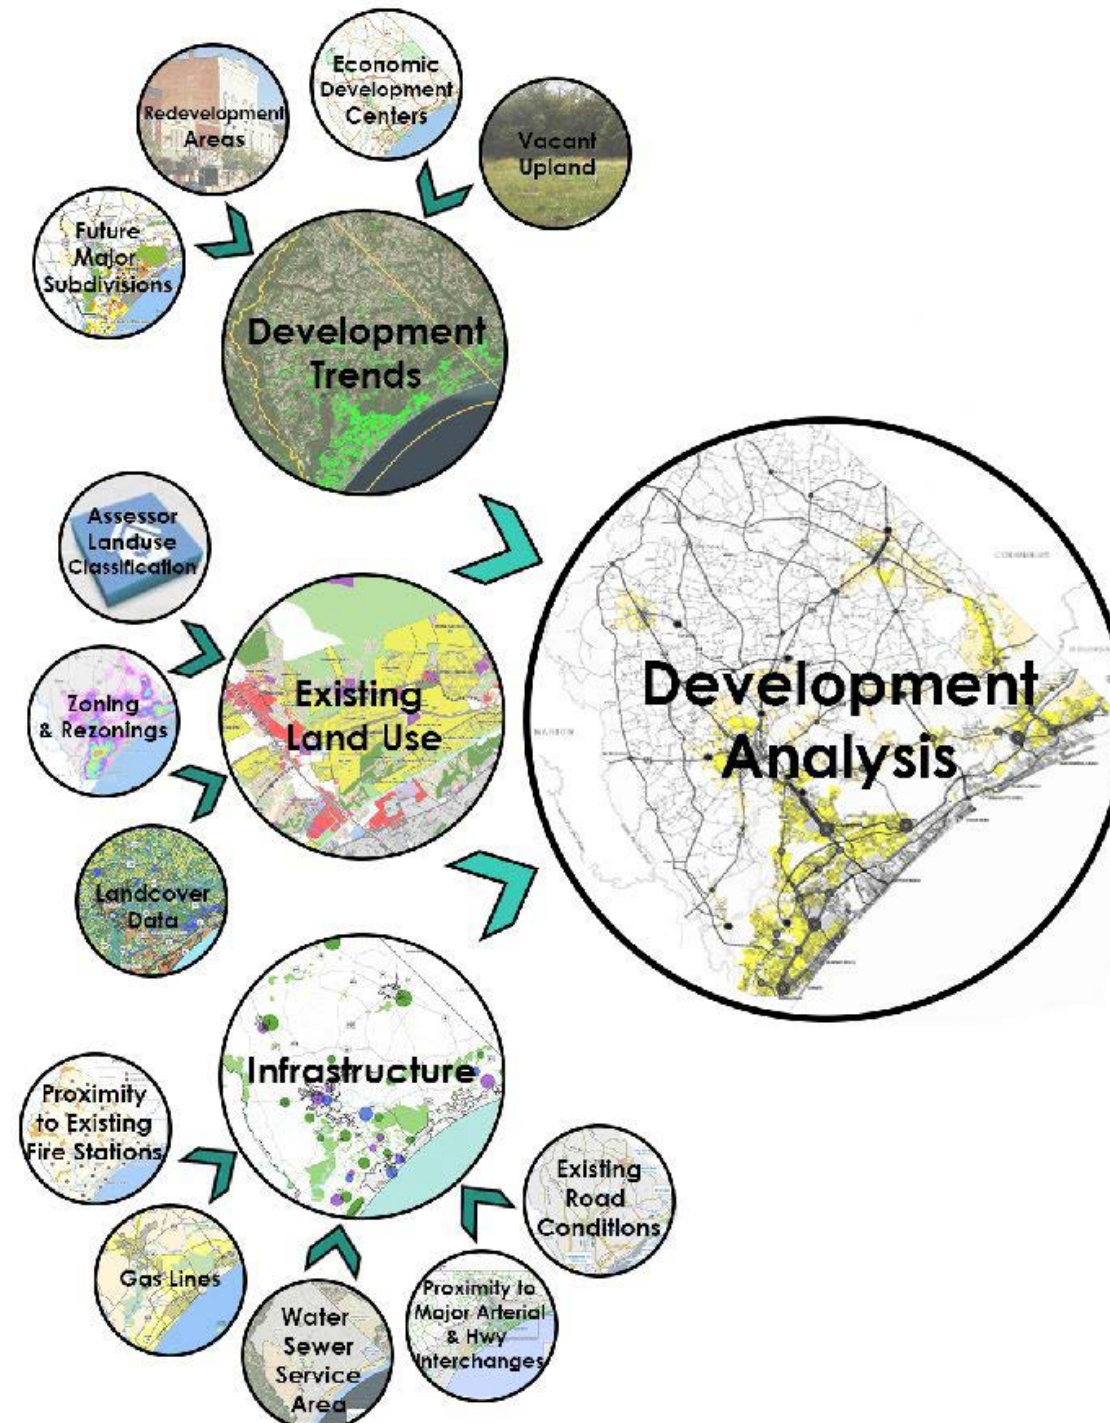 Economic
Development
Centers
Redevelopment
Areas
Vacant
Upland
Future
Major
Subdivisions
Development
Trends
Assessor
Landuse
Classification
Zoning
& Rezonings
Existing
Land Use
Landcover
Data
Development
Analysis
MARION
Infrastructure
Proximity
to Existing
Fire Stations
Existing
Road
Conditions
Gas Lines
Water
Sewer
Service
Area
Proximity to
Major Arterial
& Hwy
Interchanges